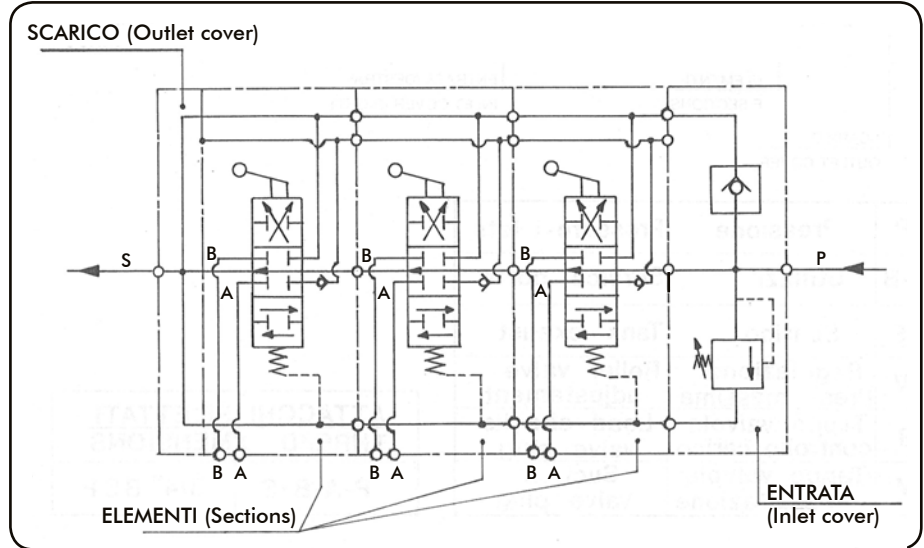 SCARICO (Outlet cover)
S
B
A
B
A
B
A
P
B A
B A
B A
ELEMENTI (Sections)
ENTRATA
(Inlet cover)